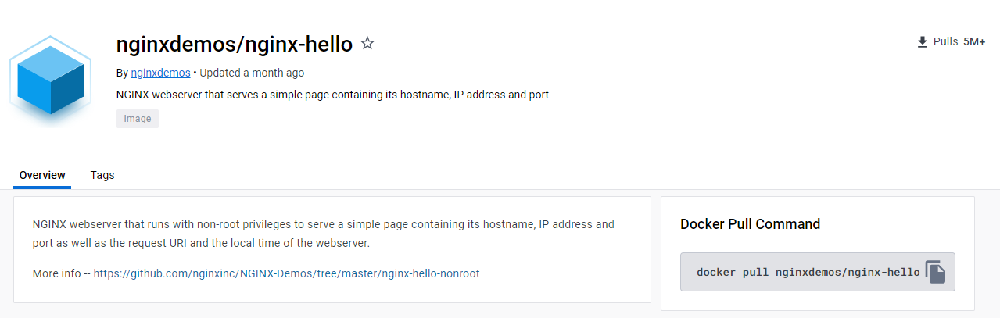 nginxdemos/nginx-hello
Pulls 5M+
By nginxdemos • Updated a month ago
NGINX webserver that serves a simple page containing its hostname, IP address and port
Image
Overview
Tags
NGINX webserver that runs with non-root privileges to serve a simple page containing its hostname, IP address and
port as well as the request URI and the local time of the webserver.
More info -- https://github.com/nginxinc/NGINX-Demos/tree/master/nginx-hello-nonroot
Docker Pull Command
docker pull nginxdemos/nginx-hello